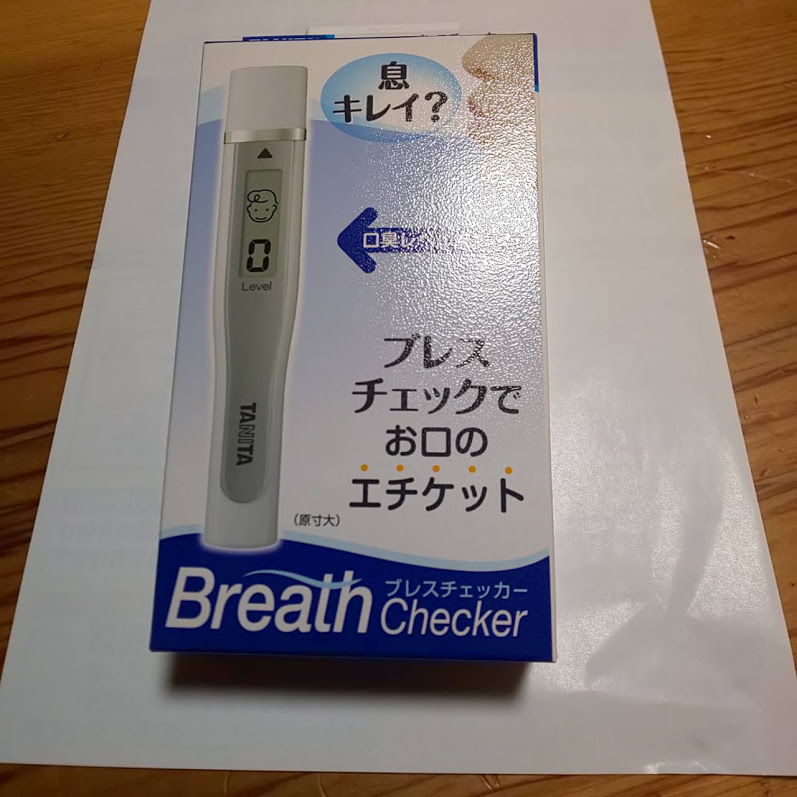 息
キレイ?
0
Level
TANITA
ブレス
チェックで
お口の
エチケット
(原寸大)
Breath
ブレスチェッカー
Checker